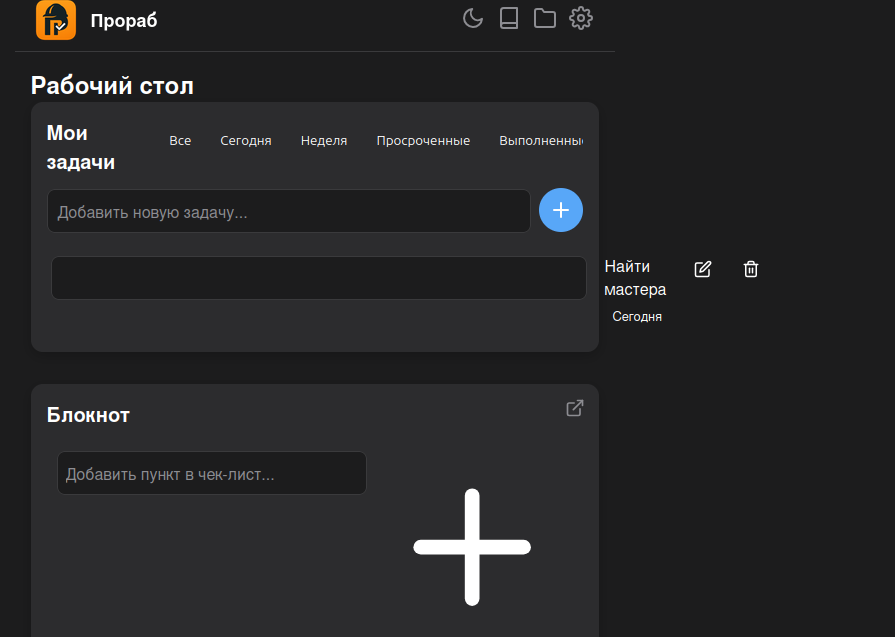 Прораб
Рабочий стол
Мои
задачи
Все
Сегодня
Неделя
Просроченные
Выполненны
Добавить новую задачу...
Найти
мастера
Сегодня
Блокнот
Добавить пункт в чек-лист...